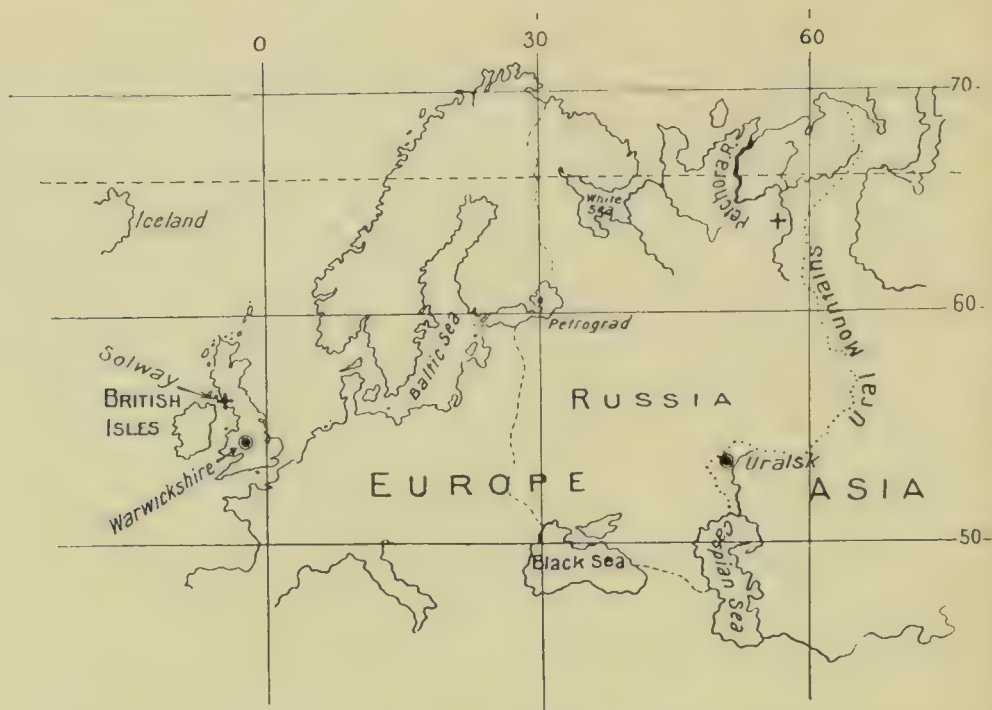 0
30
60
70
Iceland
White
Sea
Petchora R.
60
Petrograd
Ural Mountains
Baltic Sea
Solway
BRITISH
ISLES
RUSSIA
Warwickshire
Uralsk
EUROPE
ASIA
50
Black Sea
Caspian Sea